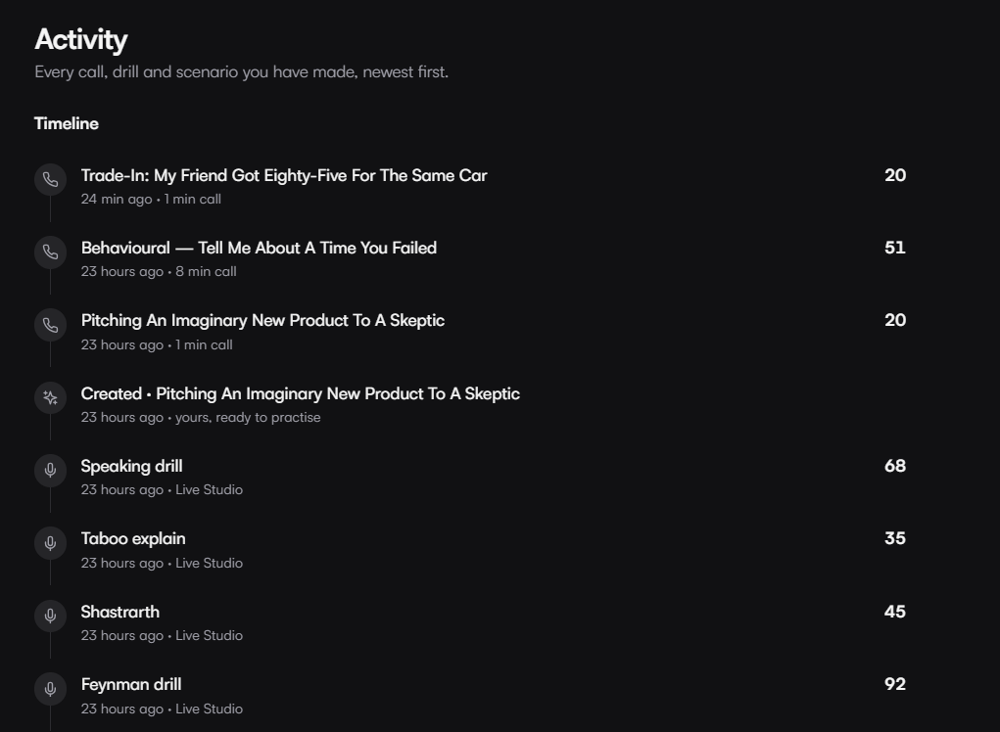 Activity
Every call, drill and scenario you have made, newest first.
Timeline
Trade-In: My Friend Got Eighty-Five For The Same Car 20
24 min ago • 1 min call
Behavioural — Tell Me About A Time You Failed 51
23 hours ago • 8 min call
Pitching An Imaginary New Product To A Skeptic 20
23 hours ago • 1 min call
Created • Pitching An Imaginary New Product To A Skeptic
23 hours ago • yours, ready to practise
Speaking drill 68
23 hours ago • Live Studio
Taboo explain 35
23 hours ago • Live Studio
Shastrarth 45
23 hours ago • Live Studio
Feynman drill 92
23 hours ago • Live Studio